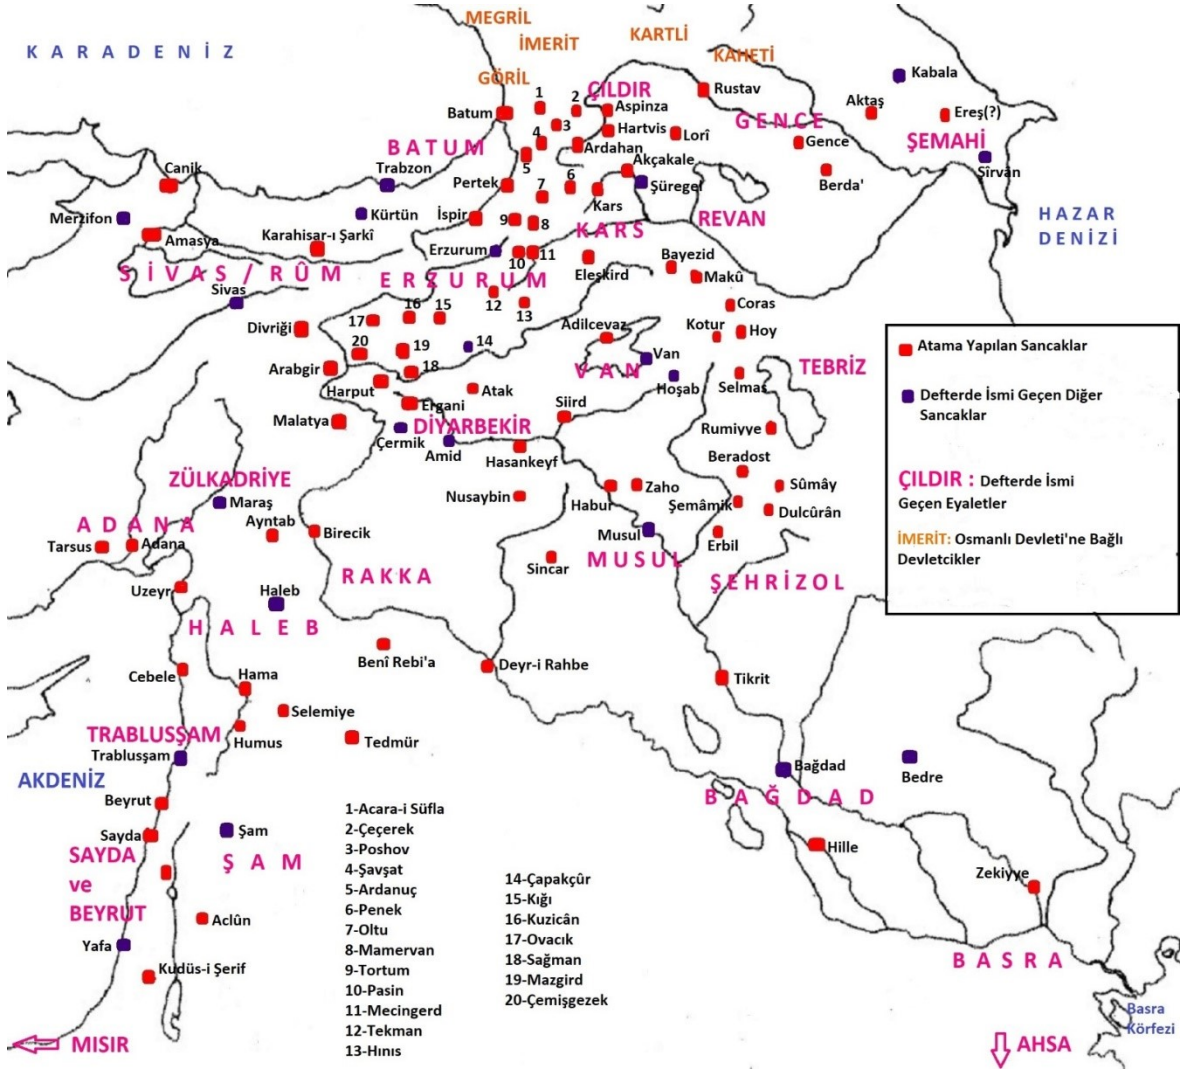 MEGRİL
İMERİT
KARTLİ
KAHETİ
GÖRİL
KARADENİZ
Kabala
1
2
ÇILDIR
Aspinza
Rustav
Aktaş
Ereş(?)
Batum
3
Hartvis
Lorî
GENCE
Gence
ŞEMAHİ
BATUM
4
Ardahan
5
Akçakale
Şüregel
Berda'
Şîrvân
Canik
Trabzon
Pertek
6
7
Kars
Merzifon
Kürtün
İspir
9
8
KARS
REVAN
HAZAR
DENİZİ
Amasya
Karahisar-ı Şarkî
Erzurum
10
11
Eleşkird
Bayezid
Makû
SİVAS/RÛM
ERZURUM
Sivas
12
13
Coras
Divriği
17
16
15
Adilcevaz
Kotur
Hoy
20
19
14
Van
VAN
Hoşab
TEBRİZ
Arabgir
18
Harput
Atak
Selmas
Ergani
Siird
Malatya
DİYARBEKİR
Çermik
Amid
Hasankeyf
Rumiyye
Beradost
ZÜLKADRİYE
Maraş
Nusaybin
Habur
Zaho
Sûmây
Şemâmik
Dulcûrân
ADANA
Ayntab
Birecik
Tarsus
Adana
Musul
Erbil
MUSUL
Sincar
RAKKA
ŞEHRİZOL
Uzeyr
Haleb
HALEB
Benî Rebi'a
Deyr-i Rahbe
Cebele
Hama
Tikrit
Selemiye
TRABLUSŞAM
Humus
Tedmür
Trablusşam
AKDENİZ
Bağdad
Bedre
BAĞDAD
Beyrut
Sayda
Şam
ŞAM
SAYDA
ve
BEYRUT
Hille
Zekiyye
Aclûn
Yafa
Kudüs-i Şerif
BASRA
Basra
Körfezi
MISIR
AHSA
1-Acara-i Süfla
2-Çeçerek
3-Poshov
4-Şavşat
5-Ardanuç
6-Penek
7-Oltu
8-Mamervan
9-Tortum
10-Pasin
11-Mecingerd
12-Tekman
13-Hınıs
14-Çapakçûr
15-Kığı
16-Kuzicân
17-Ovacık
18-Sağman
19-Mazgird
20-Çemişgezek
Atama Yapılan Sancaklar
Defterde İsmi Geçen Diğer
Sancaklar
ÇILDIR : Defterde İsmi
Geçen Eyaletler
İMERİT: Osmanlı Devleti'ne Bağlı
Devletcikler